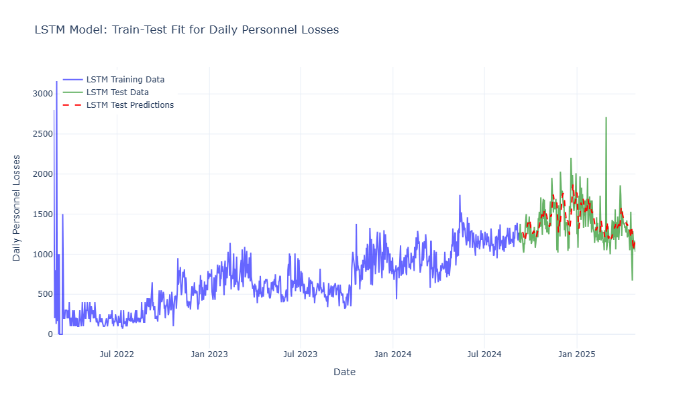 LSTM Model: Train-Test Fit for Daily Personnel Losses
LSTM Training Data
LSTM Test Data
LSTM Test Predictions
3000
2500
2000
1500
1000
500
0
Daily Personnel Losses
Jul 2022
Jan 2023
Jul 2023
Jan 2024
Jul 2024
Jan 2025
Date